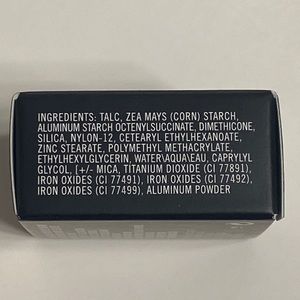 INGREDIENTS: TALC, ZEA MAYS (CORN) STARCH,
ALUMINUM STARCH OCTENYLSUCCINATE, DIMETHICONE,
SILICA, NYLON-12, CETEARYL ETHYLHEXANOATE,
ZINC STEARATE, POLYMETHYL METHACRYLATE,
ETHYLHEXYLGLYCERIN, WATER\AQUA\EAU, CAPRYLYL
GLYCOL, [+/- MICA, TITANIUM DIOXIDE (CI 77891),
IRON OXIDES (CI 77491), IRON OXIDES (CI 77492),
IRON OXIDES (CI 77499), ALUMINUM POWDER